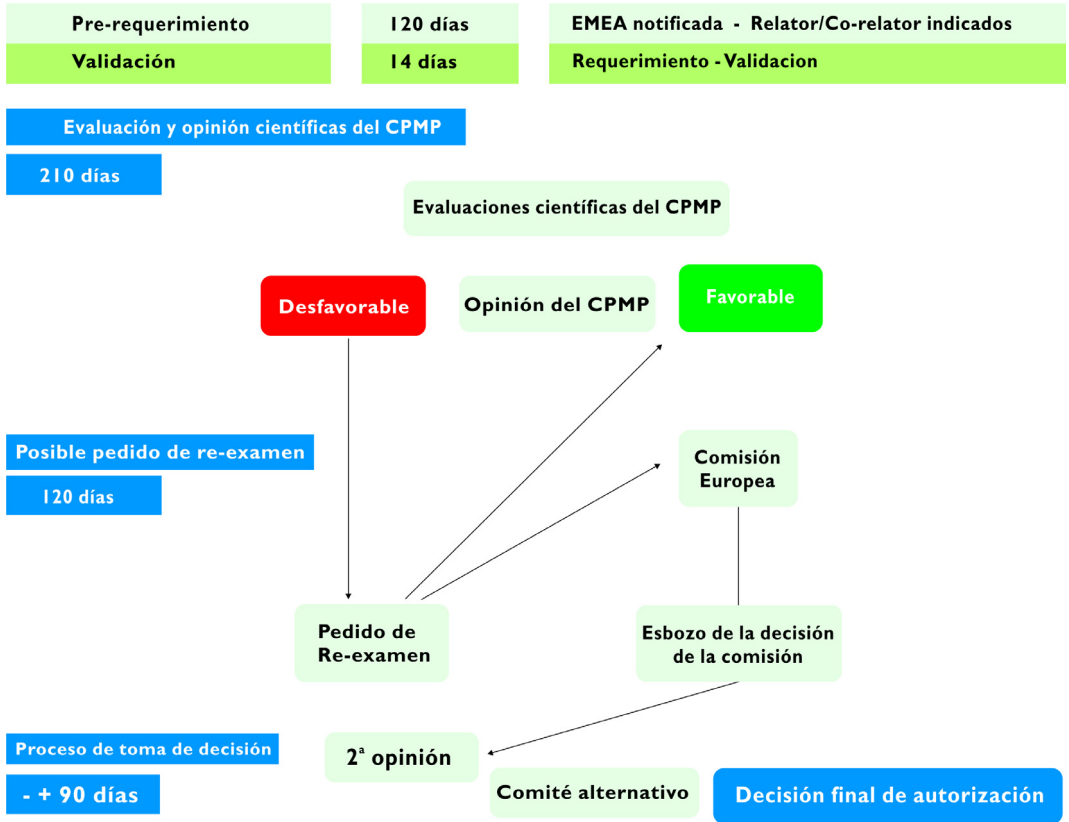 Pre-requerimiento 120 días EMEA notificada - Relator/Co-relator indicados
Validación 14 días Requerimiento - Validacion
Evaluación y opinión científicas del CPMP
210 días
Evaluaciones científicas del CPMP
Desfavorable
Opinión del CPMP
Favorable
Posible pedido de re-examen
120 días
Comisión
Europea
Pedido de
Re-examen
Esbozo de la decisión
de la comisión
Proceso de toma de decisión
- + 90 días
2ª opinión
Comité alternativo
Decisión final de autorización